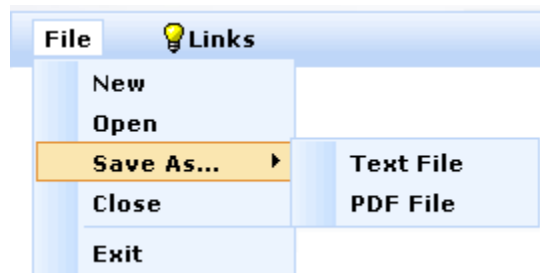 File Links
New
Open
Save As... Text File
Close PDF File
Exit